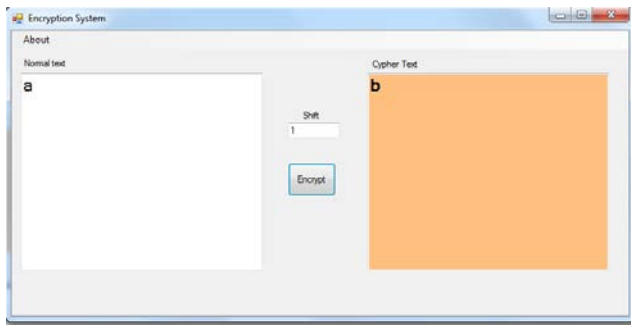 Encryption System
About
Normal text
Cypher Text
a
b
Shift
1
Encrypt